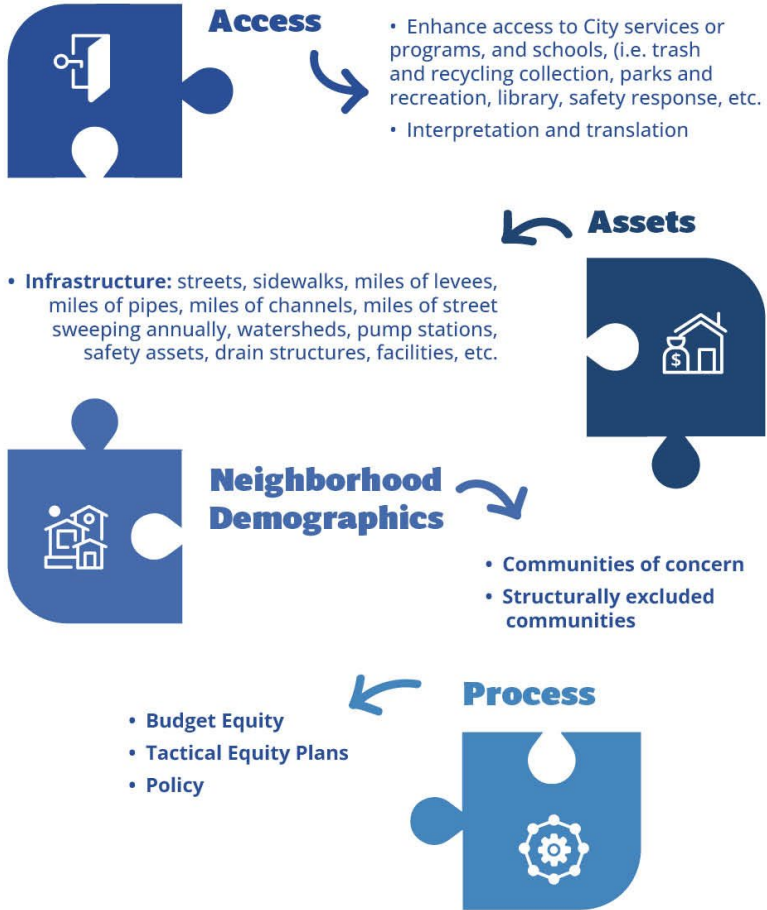 Access
• Enhance access to City services or
programs, and schools, (i.e. trash
and recycling collection, parks and
recreation, library, safety response, etc.
• Interpretation and translation
Assets
• Infrastructure: streets, sidewalks, miles of levees,
miles of pipes, miles of channels, miles of street
sweeping annually, watersheds, pump stations,
safety assets, drain structures, facilities, etc.
$
Neighborhood
Demographics
• Communities of concern
• Structurally excluded
communities
Process
• Budget Equity
• Tactical Equity Plans
• Policy